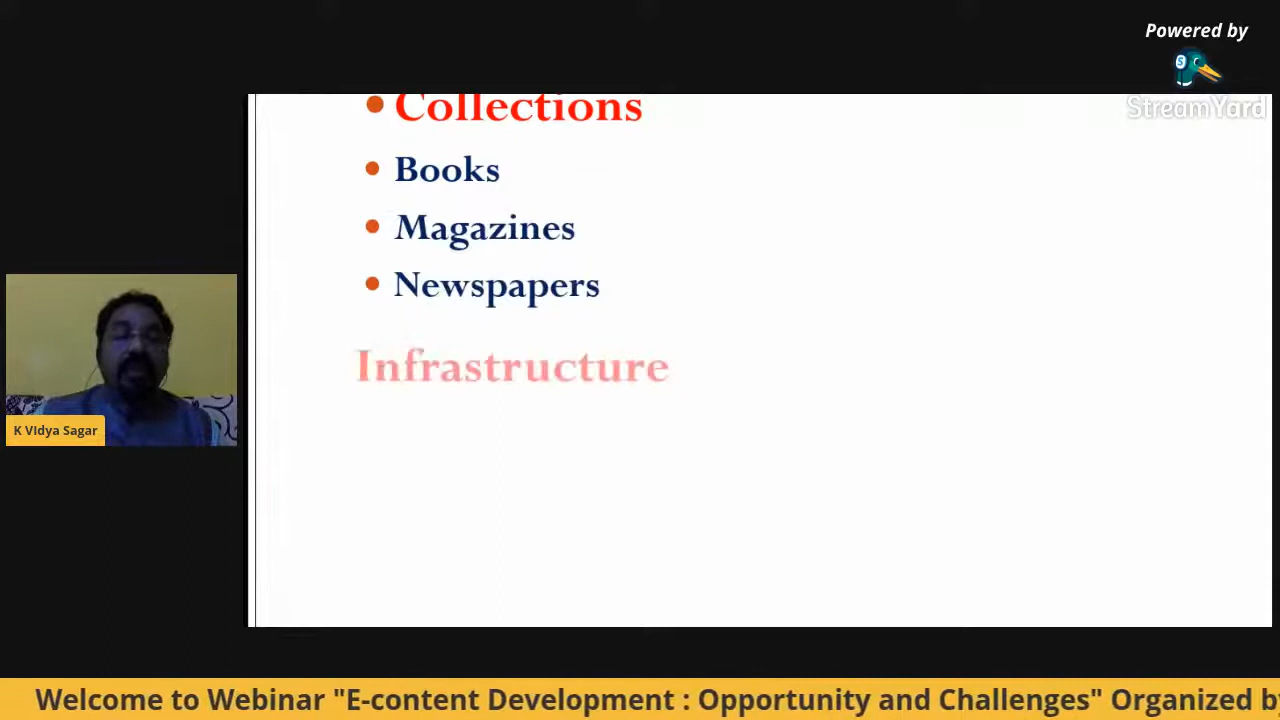 Powered by
StreamYard
• Collections
• Books
• Magazines
• Newspapers
Infrastructure
K VIdya Sagar
Welcome to Webinar "E-content Development : Opportunity and Challenges" Organized